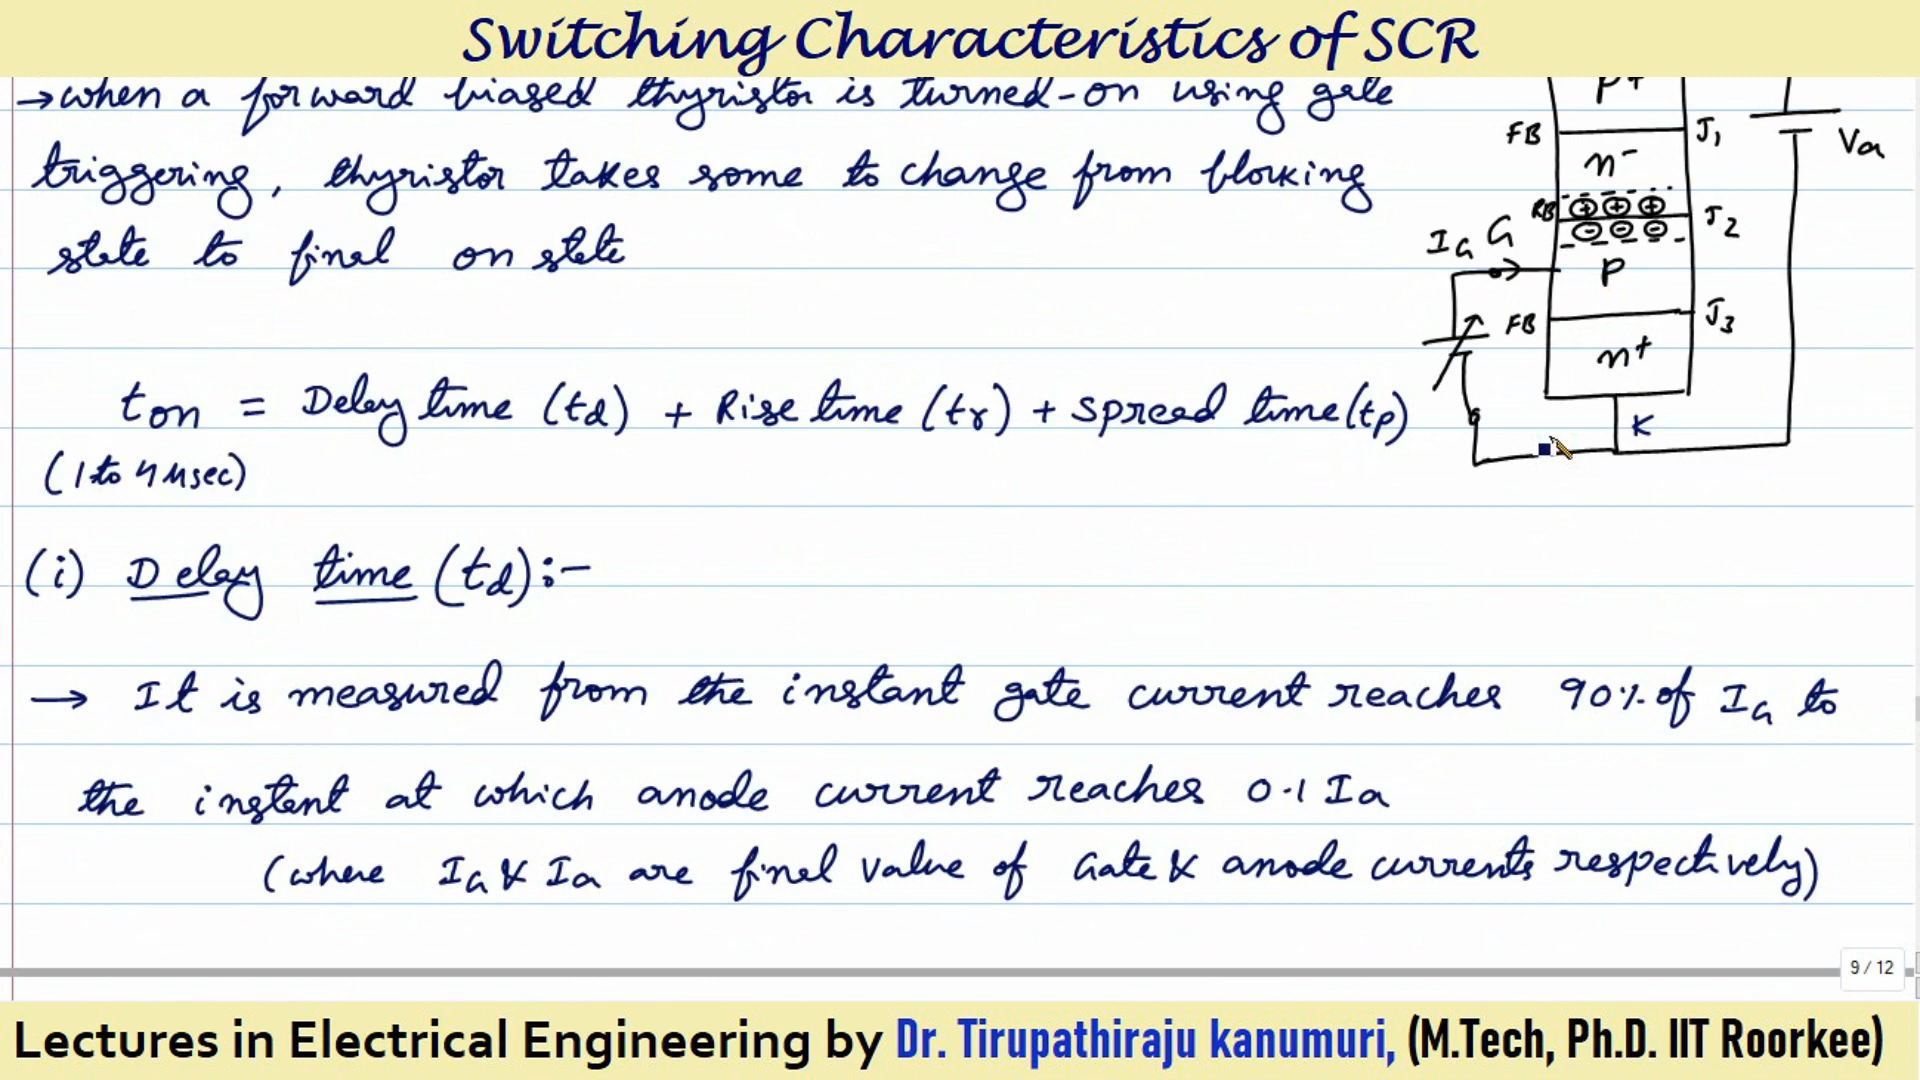 Switching Characteristics of SCR
→ when a forward biased thyristor is turned-on using gate
triggering, thyristor takes some to change from blocking
state to final on state
ton = Delay time (td) + Rise time (tr) + spread time (tp)
(1 to 4 μsec)
(i) Delay time (td):-
→ It is measured from the instant gate current reaches 90% of IG to
the instant at which anode current reaches 0.1 Ia
(where IG & Ia are final value of Gate & anode currents respectively)
P+
FB J1
Va
n-
RB J2
IG G
P
FB J3
n+
K
9 / 12
Lectures in Electrical Engineering by Dr. Tirupathiraju kanumuri, (M.Tech, Ph.D. IIT Roorkee)